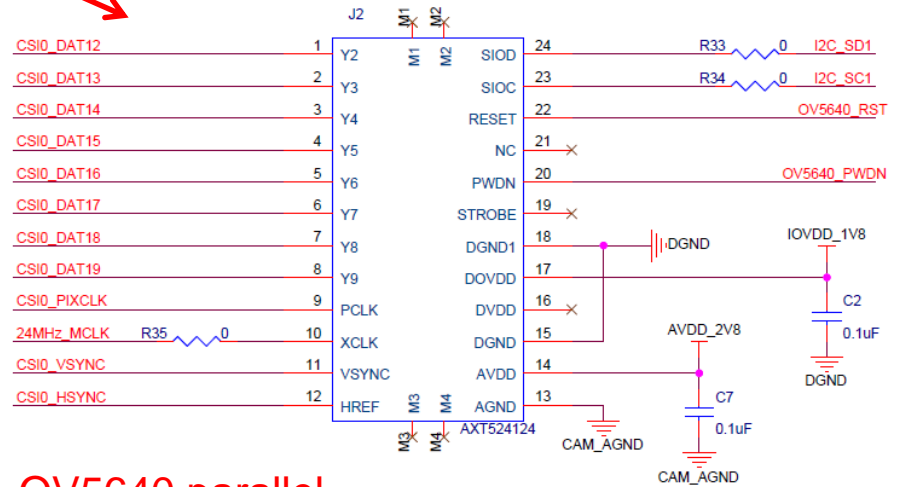 J2 M1 M2
CSI0_DAT12 1 Y2 M1 M2 SIOD 24 R33 0 I2C_SD1
CSI0_DAT13 2 Y3 SIOC 23 R34 0 I2C_SC1
CSI0_DAT14 3 Y4 RESET 22 OV5640_RST
CSI0_DAT15 4 Y5 NC 21
CSI0_DAT16 5 Y6 PWDN 20 OV5640_PWDN
CSI0_DAT17 6 Y7 STROBE 19
CSI0_DAT18 7 Y8 DGND1 18 DGND IOVDD_1V8
CSI0_DAT19 8 Y9 DOVDD 17
CSI0_PIXCLK 9 PCLK DVDD 16 C2
24MHz_MCLK R35 0 10 XCLK DGND 15 AVDD_2V8 0.1uF
CSI0_VSYNC 11 VSYNC AVDD 14 DGND
CSI0_HSYNC 12 HREF M3 M4 AGND 13 C7
M3 M4 AXT524124 CAM_AGND 0.1uF
CAM_AGND
OV5640 parallel